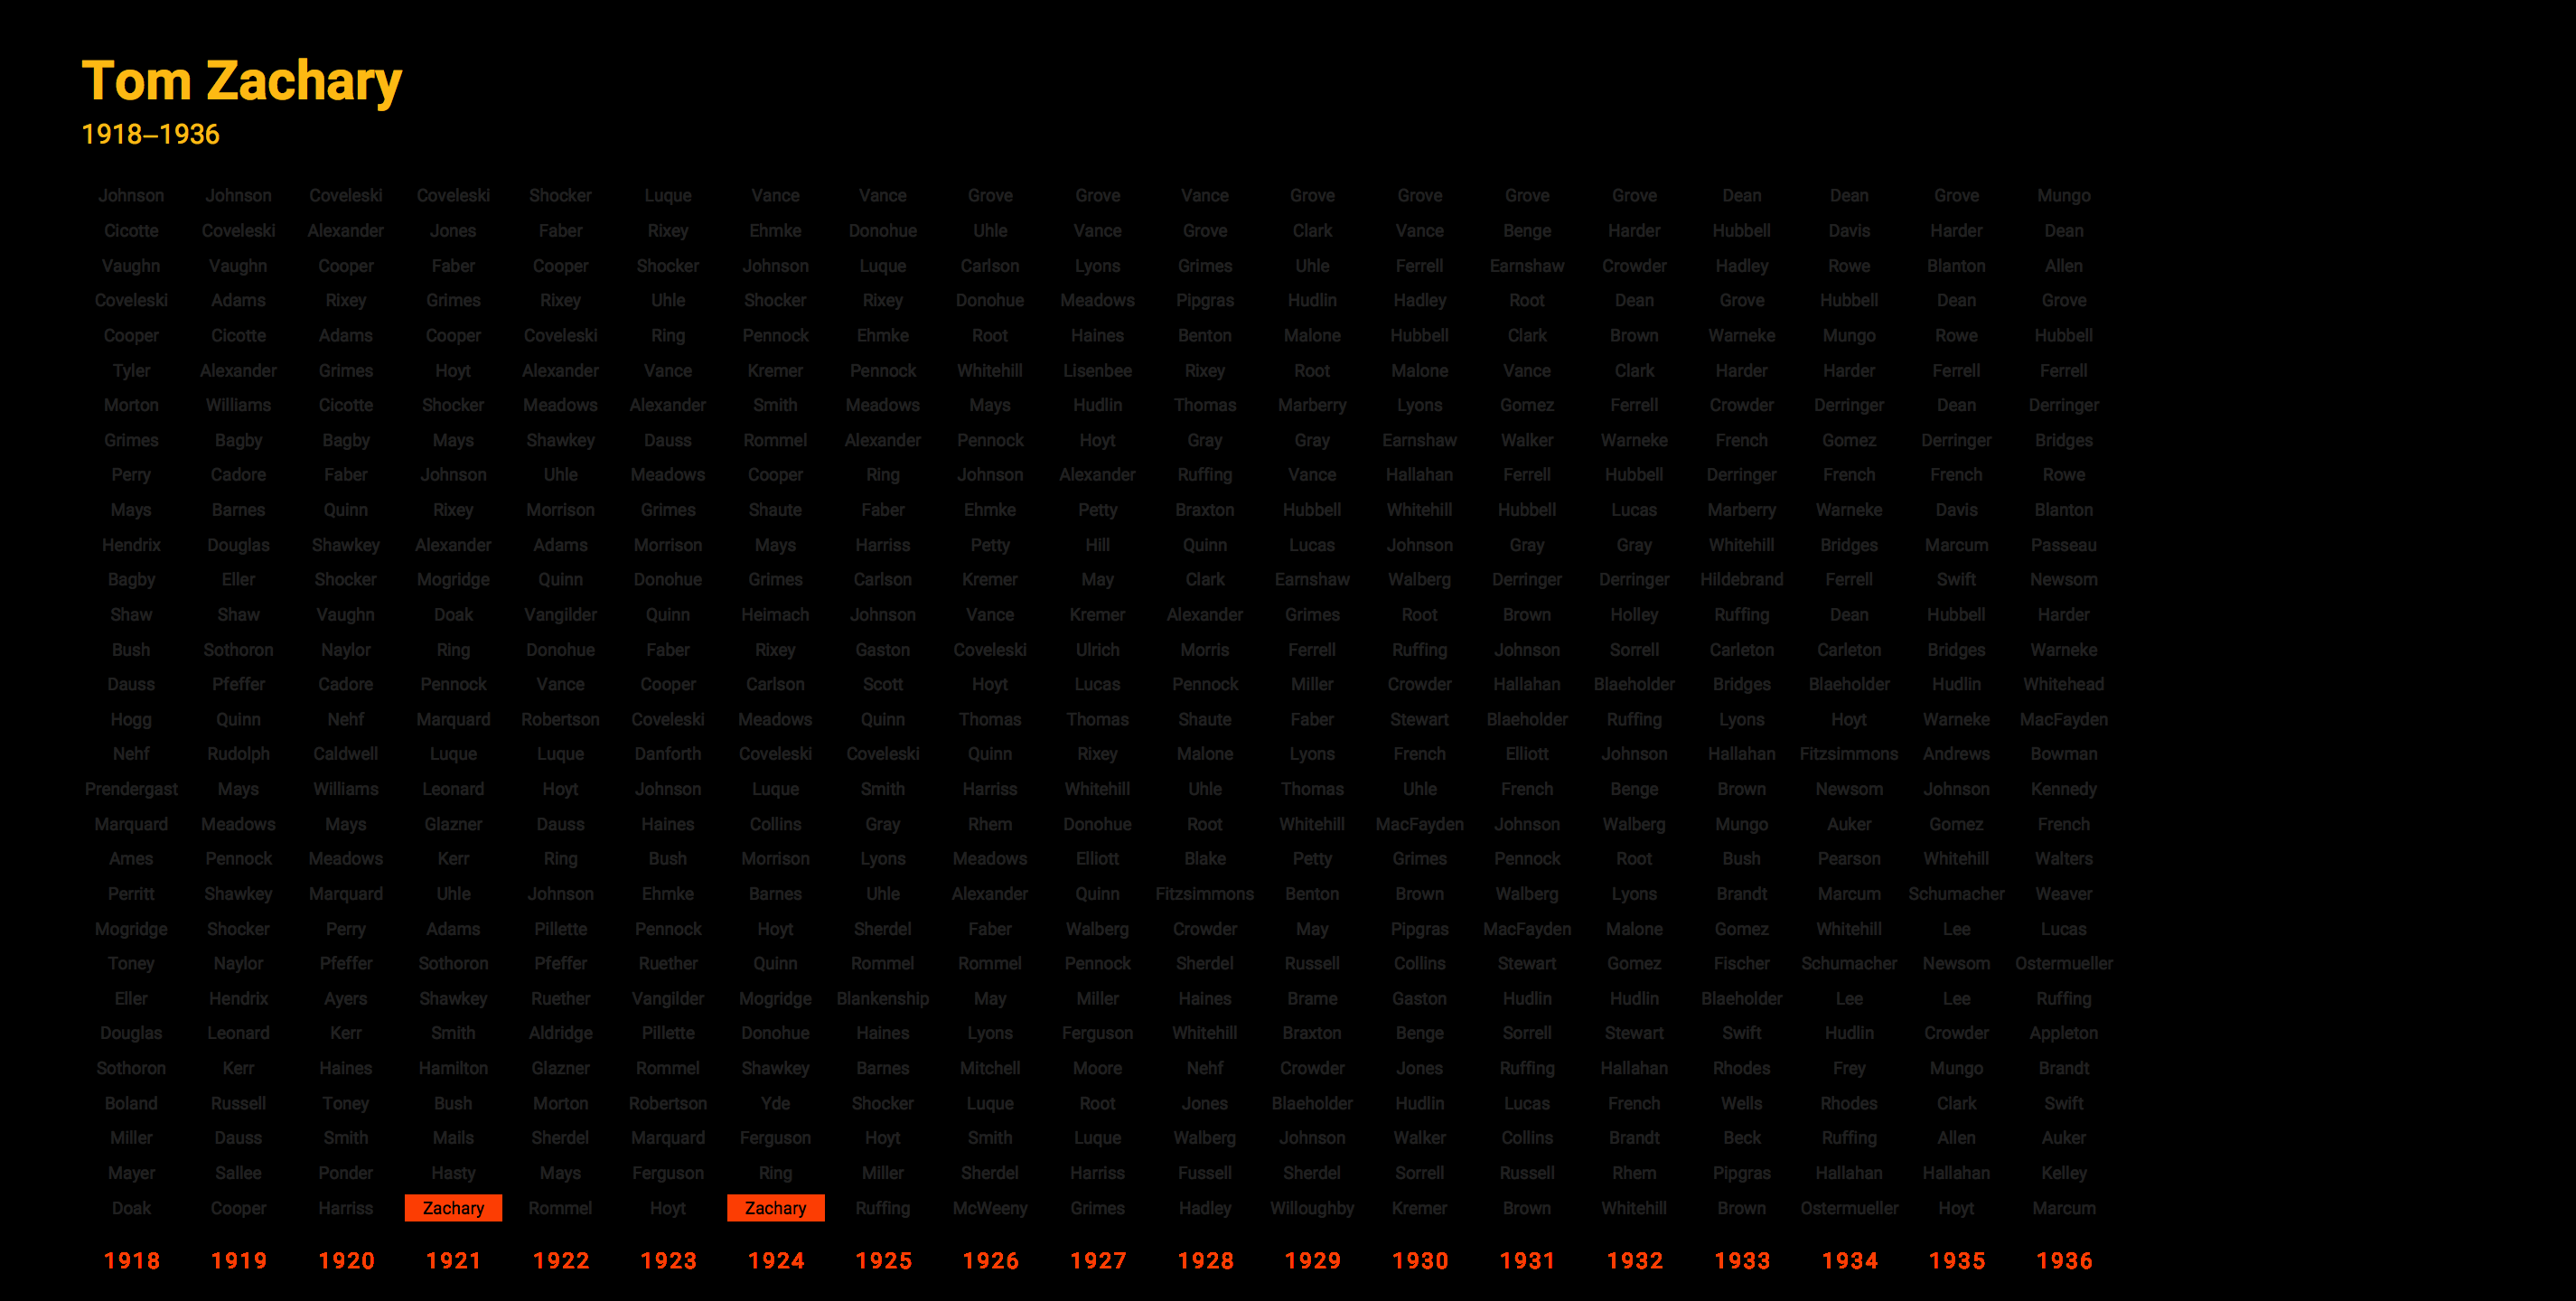 Tom Zachary
1918–1936
Johnson Johnson Coveleski Coveleski Shocker Luque Vance Vance Grove Grove Vance Grove Grove Grove Grove Dean Dean Grove Mungo
Cicotte Coveleski Alexander Jones Faber Rixey Ehmke Donohue Uhle Vance Grove Clark Vance Benge Harder Hubbell Davis Harder Dean
Vaughn Vaughn Cooper Faber Cooper Shocker Johnson Luque Carlson Lyons Grimes Uhle Ferrell Earnshaw Crowder Hadley Rowe Blanton Allen
Coveleski Adams Rixey Grimes Rixey Uhle Shocker Rixey Donohue Meadows Pipgras Hudlin Hadley Root Dean Grove Hubbell Dean Grove
Cooper Cicotte Adams Cooper Coveleski Ring Pennock Ehmke Root Haines Benton Malone Hubbell Clark Brown Warneke Mungo Rowe Hubbell
Tyler Alexander Grimes Hoyt Alexander Vance Kremer Pennock Whitehill Lisenbee Rixey Root Malone Vance Clark Harder Harder Ferrell Ferrell
Morton Williams Cicotte Shocker Meadows Alexander Smith Meadows Mays Hudlin Thomas Marberry Lyons Gomez Ferrell Crowder Derringer Dean Derringer
Grimes Bagby Bagby Mays Shawkey Dauss Rommel Alexander Pennock Hoyt Gray Gray Earnshaw Walker Warneke French Gomez Derringer Bridges
Perry Cadore Faber Johnson Uhle Meadows Cooper Ring Johnson Alexander Ruffing Vance Hallahan Ferrell Hubbell Derringer French French Rowe
Mays Barnes Quinn Rixey Morrison Grimes Shaute Faber Ehmke Petty Braxton Hubbell Whitehill Hubbell Lucas Marberry Warneke Davis Blanton
Hendrix Douglas Shawkey Alexander Adams Morrison Mays Harriss Petty Hill Quinn Lucas Johnson Gray Gray Whitehill Bridges Marcum Passeau
Bagby Eller Shocker Mogridge Quinn Donohue Grimes Carlson Kremer May Clark Earnshaw Walberg Derringer Derringer Hildebrand Ferrell Swift Newsom
Shaw Shaw Vaughn Doak Vangilder Quinn Heimach Johnson Vance Kremer Alexander Grimes Root Brown Holley Ruffing Dean Hubbell Harder
Bush Sothoron Naylor Ring Donohue Faber Rixey Gaston Coveleski Ulrich Morris Ferrell Ruffing Johnson Sorrell Carleton Carleton Bridges Warneke
Dauss Pfeffer Cadore Pennock Vance Cooper Carlson Scott Hoyt Lucas Pennock Miller Crowder Hallahan Blaeholder Bridges Blaeholder Hudlin Whitehead
Hogg Quinn Nehf Marquard Robertson Coveleski Meadows Quinn Thomas Thomas Shaute Faber Stewart Blaeholder Ruffing Lyons Hoyt Warneke MacFayden
Nehf Rudolph Caldwell Luque Luque Danforth Coveleski Coveleski Quinn Rixey Malone Lyons French Elliott Johnson Hallahan Fitzsimmons Andrews Bowman
Prendergast Mays Williams Leonard Hoyt Johnson Luque Smith Harriss Whitehill Uhle Thomas Uhle French Benge Brown Newsom Johnson Kennedy
Marquard Meadows Mays Glazner Dauss Haines Collins Gray Rhem Donohue Root Whitehill MacFayden Johnson Walberg Mungo Auker Gomez French
Ames Pennock Meadows Kerr Ring Bush Morrison Lyons Meadows Elliott Blake Petty Grimes Pennock Root Bush Pearson Whitehill Walters
Perritt Shawkey Marquard Uhle Johnson Ehmke Barnes Uhle Alexander Quinn Fitzsimmons Benton Brown Walberg Lyons Brandt Marcum Schumacher Weaver
Mogridge Shocker Perry Adams Pillette Pennock Hoyt Sherdel Faber Walberg Crowder May Pipgras MacFayden Malone Gomez Whitehill Lee Lucas
Toney Naylor Pfeffer Sothoron Pfeffer Ruether Quinn Rommel Rommel Pennock Sherdel Russell Collins Stewart Gomez Fischer Schumacher Newsom Ostermueller
Eller Hendrix Ayers Shawkey Ruether Vangilder Mogridge Blankenship May Miller Haines Brame Gaston Hudlin Hudlin Blaeholder Lee Lee Ruffing
Douglas Leonard Kerr Smith Aldridge Pillette Donohue Haines Lyons Ferguson Whitehill Braxton Benge Sorrell Stewart Swift Hudlin Crowder Appleton
Sothoron Kerr Haines Hamilton Glazner Rommel Shawkey Barnes Mitchell Moore Nehf Crowder Jones Ruffing Hallahan Rhodes Frey Mungo Brandt
Boland Russell Toney Bush Morton Robertson Yde Shocker Luque Root Jones Blaeholder Hudlin Lucas French Wells Rhodes Clark Swift
Miller Dauss Smith Mails Sherdel Marquard Ferguson Hoyt Smith Luque Walberg Johnson Walker Collins Brandt Beck Ruffing Allen Auker
Mayer Sallee Ponder Hasty Mays Ferguson Ring Miller Sherdel Harriss Fussell Sherdel Sorrell Russell Rhem Pipgras Hallahan Hallahan Kelley
Doak Cooper Harriss Zachary Rommel Hoyt Zachary Ruffing McWeeny Grimes Hadley Willoughby Kremer Brown Whitehill Brown Ostermueller Hoyt Marcum
1918 1919 1920 1921 1922 1923 1924 1925 1926 1927 1928 1929 1930 1931 1932 1933 1934 1935 1936